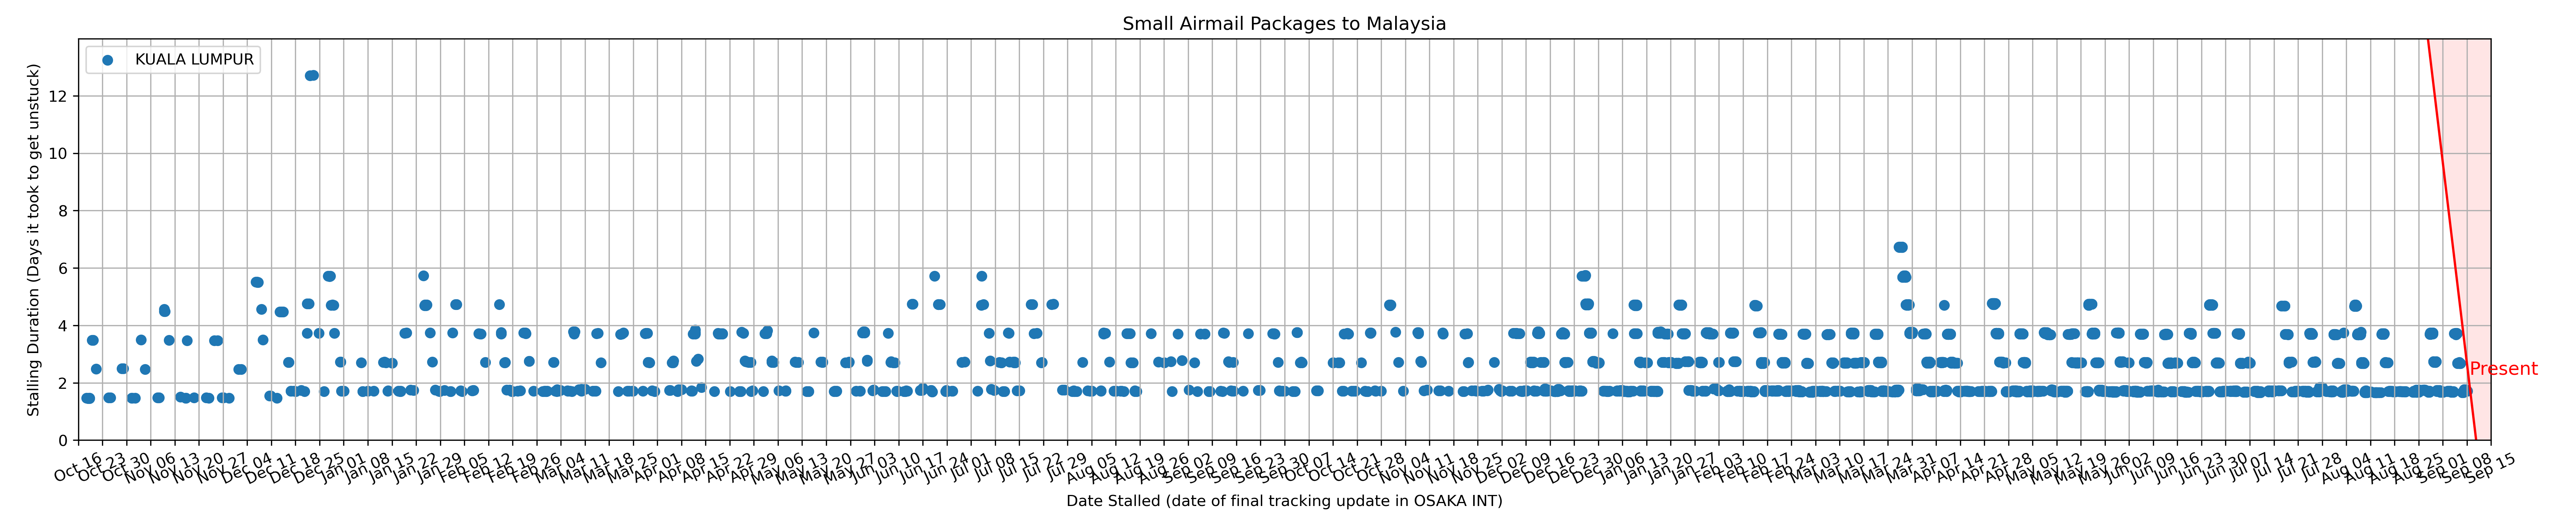 Small Airmail Packages to Malaysia
KUALA LUMPUR
Stalling Duration (Days it took to get unstuck)
12
10
8
6
4
2
0
Present
Oct 16
Oct 23
Oct 30
Nov 06
Nov 13
Nov 20
Nov 27
Dec 04
Dec 11
Dec 18
Dec 25
Jan 01
Jan 08
Jan 15
Jan 22
Jan 29
Feb 05
Feb 12
Feb 19
Feb 26
Mar 04
Mar 11
Mar 18
Mar 25
Apr 01
Apr 08
Apr 15
Apr 22
Apr 29
May 06
May 13
May 20
May 27
Jun 03
Jun 10
Jun 17
Jun 24
Jul 01
Jul 08
Jul 15
Jul 22
Jul 29
Aug 05
Aug 12
Aug 19
Aug 26
Sep 02
Sep 09
Sep 16
Sep 23
Sep 30
Oct 07
Oct 14
Oct 21
Oct 28
Nov 04
Nov 11
Nov 18
Nov 25
Dec 02
Dec 09
Dec 16
Dec 23
Dec 30
Jan 06
Jan 13
Jan 20
Jan 27
Feb 03
Feb 10
Feb 17
Feb 24
Mar 03
Mar 10
Mar 17
Mar 24
Mar 31
Apr 07
Apr 14
Apr 21
Apr 28
May 05
May 12
May 19
May 26
Jun 02
Jun 09
Jun 16
Jun 23
Jun 30
Jul 07
Jul 14
Jul 21
Jul 28
Aug 04
Aug 11
Aug 18
Aug 25
Sep 01
Sep 08
Sep 15
Date Stalled (date of final tracking update in OSAKA INT)